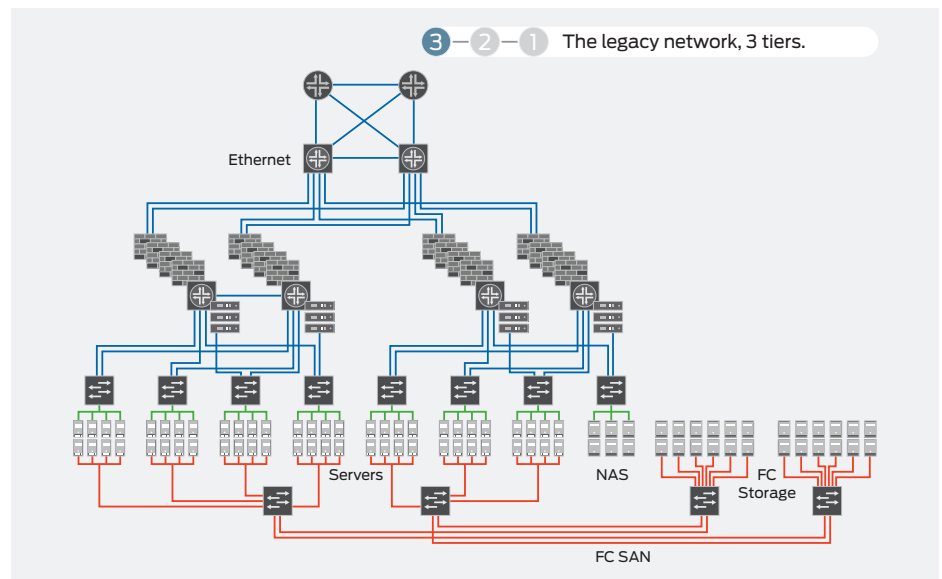 3 2 1 The legacy network, 3 tiers.
Ethernet
Servers
NAS
FC
Storage
FC SAN